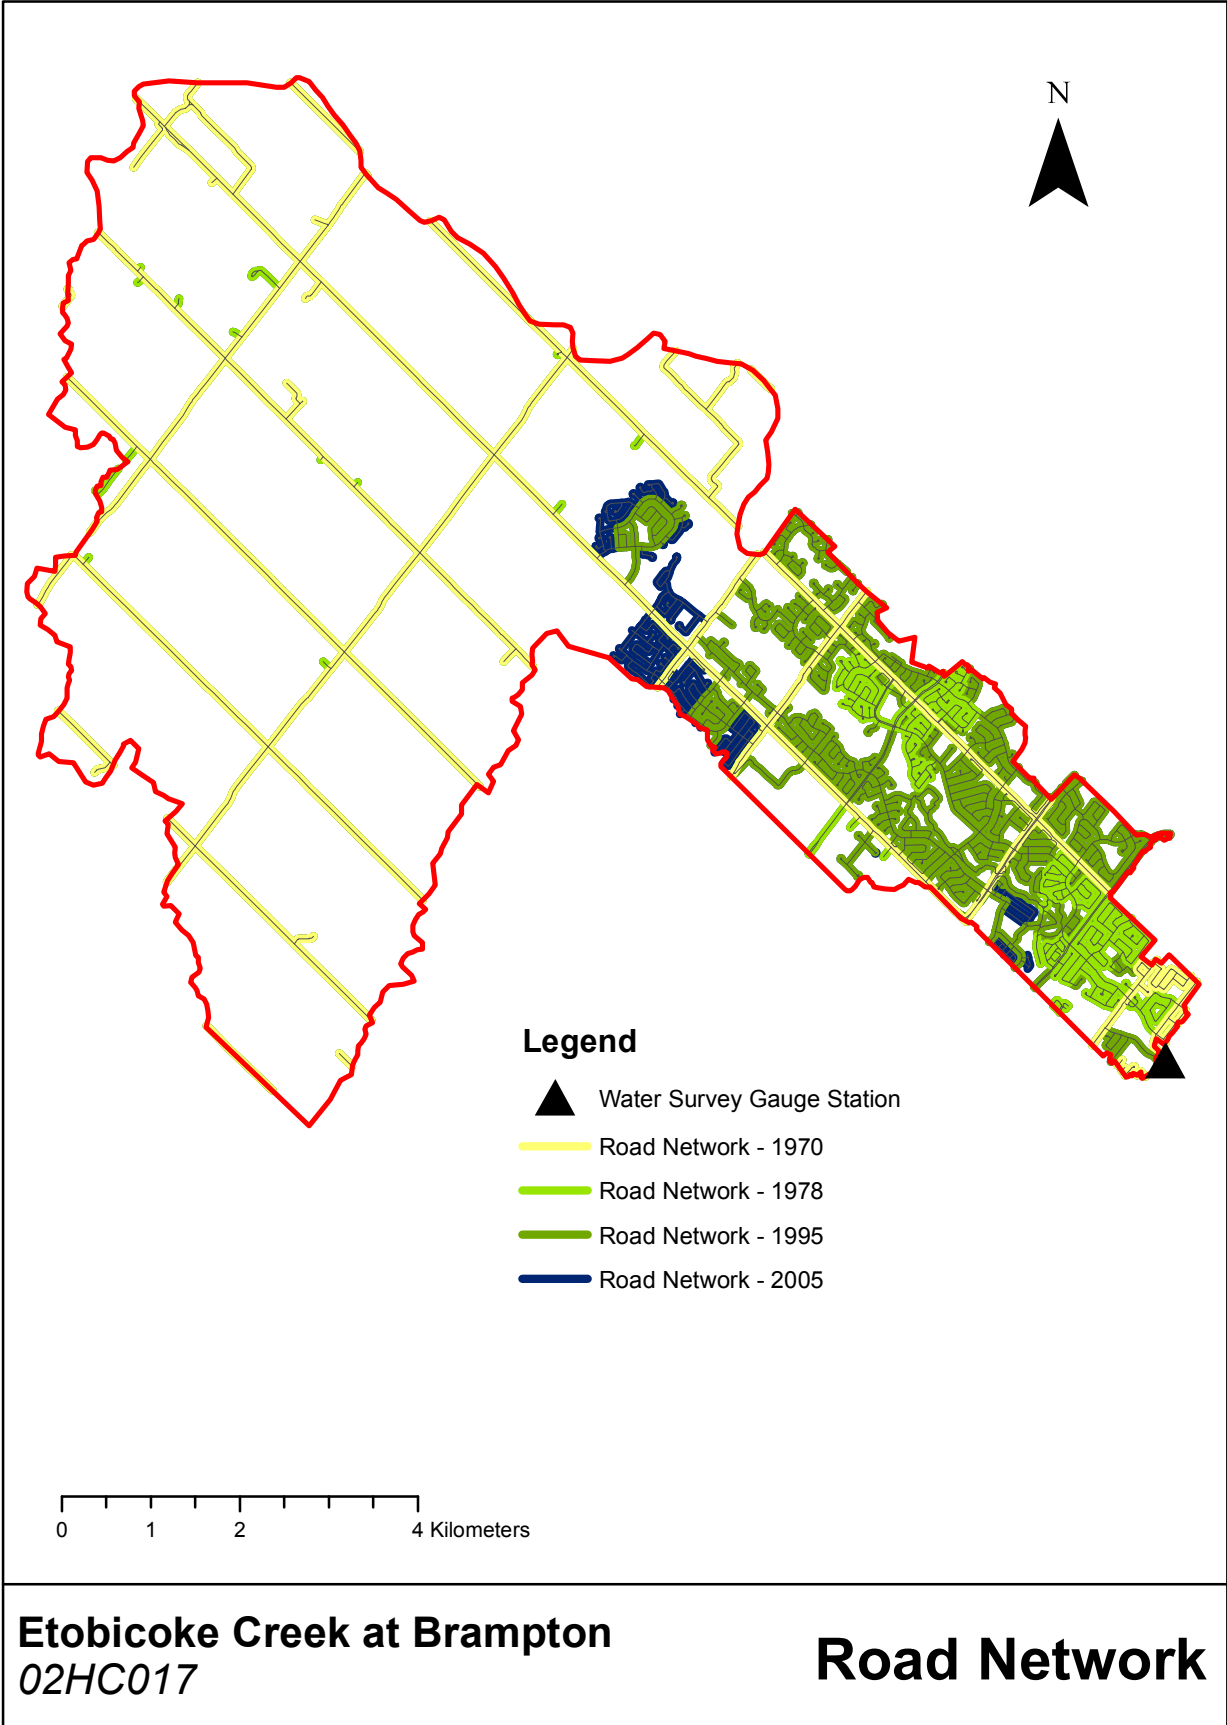 N
Legend
Water Survey Gauge Station
Road Network - 1970
Road Network - 1978
Road Network - 1995
Road Network - 2005
0 1 2 4 Kilometers
Etobicoke Creek at Brampton
02HC017
Road Network